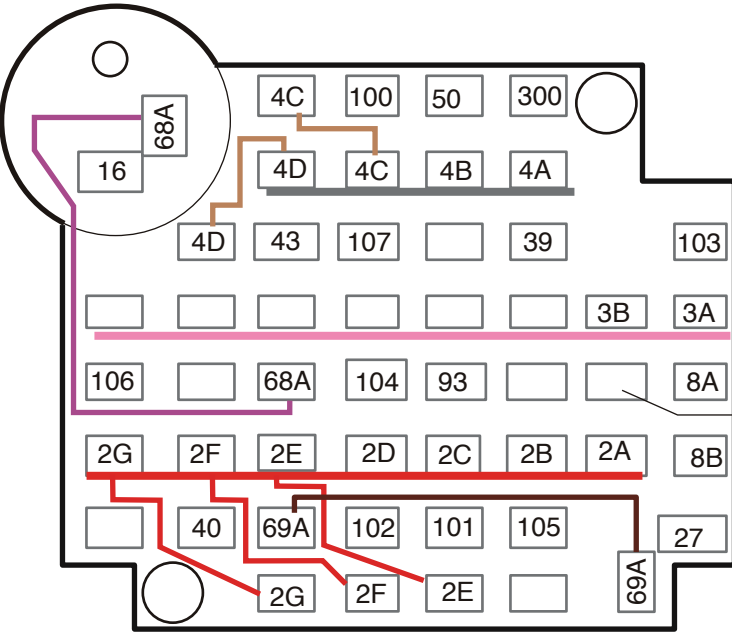 4C 100 50 300
68A
16 4D 4C 4B 4A
4D 43 107 39 103
3B 3A
106 68A 104 93 8A
2G 2F 2E 2D 2C 2B 2A 8B
40 69A 102 101 105 27
2G 2F 2E 69A